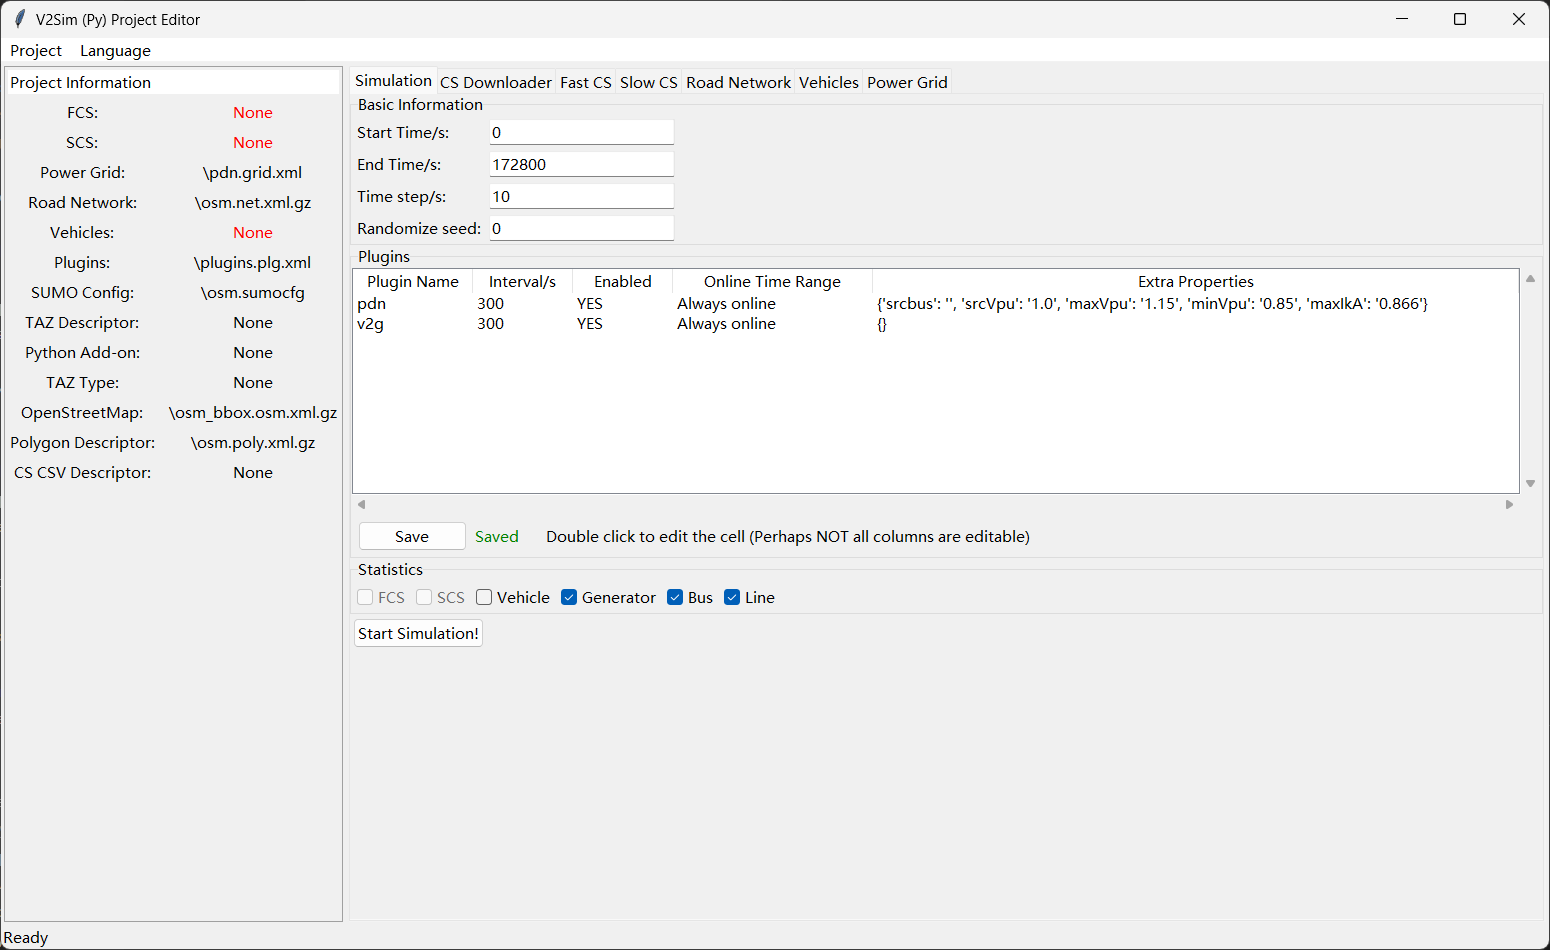 V2Sim (Py) Project Editor
Project Language
Project Information
FCS: None
SCS: None
Power Grid: \pdn.grid.xml
Road Network: \osm.net.xml.gz
Vehicles: None
Plugins: \plugins.plg.xml
SUMO Config: \osm.sumocfg
TAZ Descriptor: None
Python Add-on: None
TAZ Type: None
OpenStreetMap: \osm_bbox.osm.xml.gz
Polygon Descriptor: \osm.poly.xml.gz
CS CSV Descriptor: None
Simulation CS Downloader Fast CS Slow CS Road Network Vehicles Power Grid
Basic Information
Start Time/s: 0
End Time/s: 172800
Time step/s: 10
Randomize seed: 0
Plugins
Plugin Name Interval/s Enabled Online Time Range Extra Properties
pdn 300 YES Always online {'srcbus': '', 'srcVpu': '1.0', 'maxVpu': '1.15', 'minVpu': '0.85', 'maxIkA': '0.866'}
v2g 300 YES Always online {}
Save Saved Double click to edit the cell (Perhaps NOT all columns are editable)
Statistics
FCS SCS Vehicle Generator Bus Line
Start Simulation!
Ready